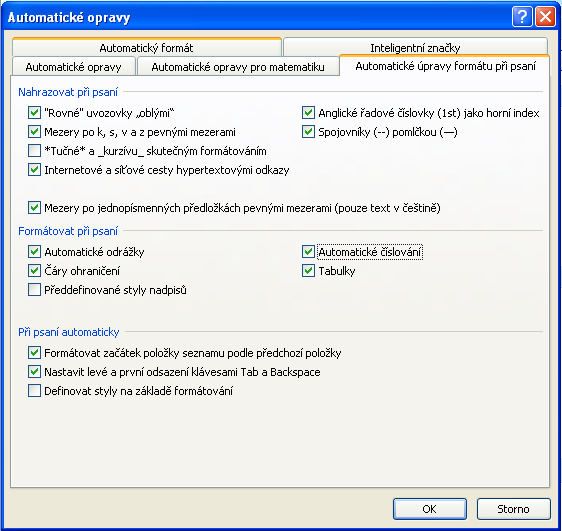 Automatické opravy
Automatický formát
Inteligentní značky
Automatické opravy
Automatické opravy pro matematiku
Automatické úpravy formátu při psaní
Nahrazovat při psaní
"Rovné" uvozovky „oblými“
Anglické řadové číslovky (1st) jako horní index
Mezery po k, s, v a z pevnými mezerami
Spojovníky (--) pomlčkou (—)
*Tučné* a _kurzívu_ skutečným formátováním
Internetové a síťové cesty hypertextovými odkazy
Mezery po jednopísmenných předložkách pevnými mezerami (pouze text v češtině)
Formátovat při psaní
Automatické odrážky
Automatické číslování
Čáry ohraničení
Tabulky
Předdefinované styly nadpisů
Při psaní automaticky
Formátovat začátek položky seznamu podle předchozí položky
Nastavit levé a první odsazení klávesami Tab a Backspace
Definovat styly na základě formátování
OK
Storno